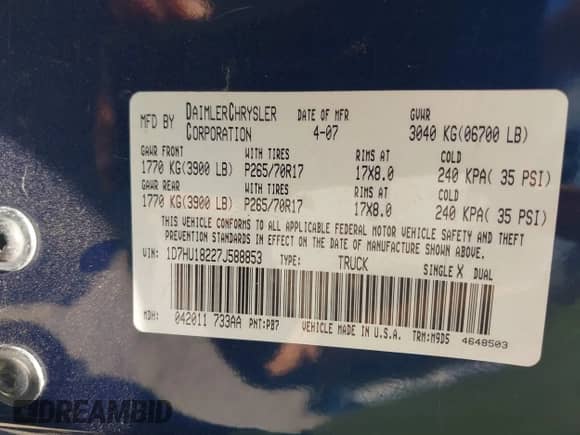 MFD BY DAIMLERCHRYSLER CORPORATION DATE OF MFR 4-07 GVWR 3040 KG(06700 LB)
GAWR FRONT WITH TIRES RIMS AT COLD
1770 KG(3900 LB) P265/70R17 17X8.0 240 KPA( 35 PSI)
GAWR REAR WITH TIRES RIMS AT COLD
1770 KG(3900 LB) P265/70R17 17X8.0 240 KPA( 35 PSI)
THIS VEHICLE CONFORMS TO ALL APPLICABLE FEDERAL MOTOR VEHICLE SAFETY AND THEFT
PREVENTION STANDARDS IN EFFECT ON THE DATE OF MANUFACTURE SHOWN ABOVE.
VIN: 1D7HU18227J588853 TYPE: TRUCK SINGLE X DUAL
MDH: 042011 733AA PNT:PB7 VEHICLE MADE IN U.S.A. TRM:M9D5 4648503
DREAMBID